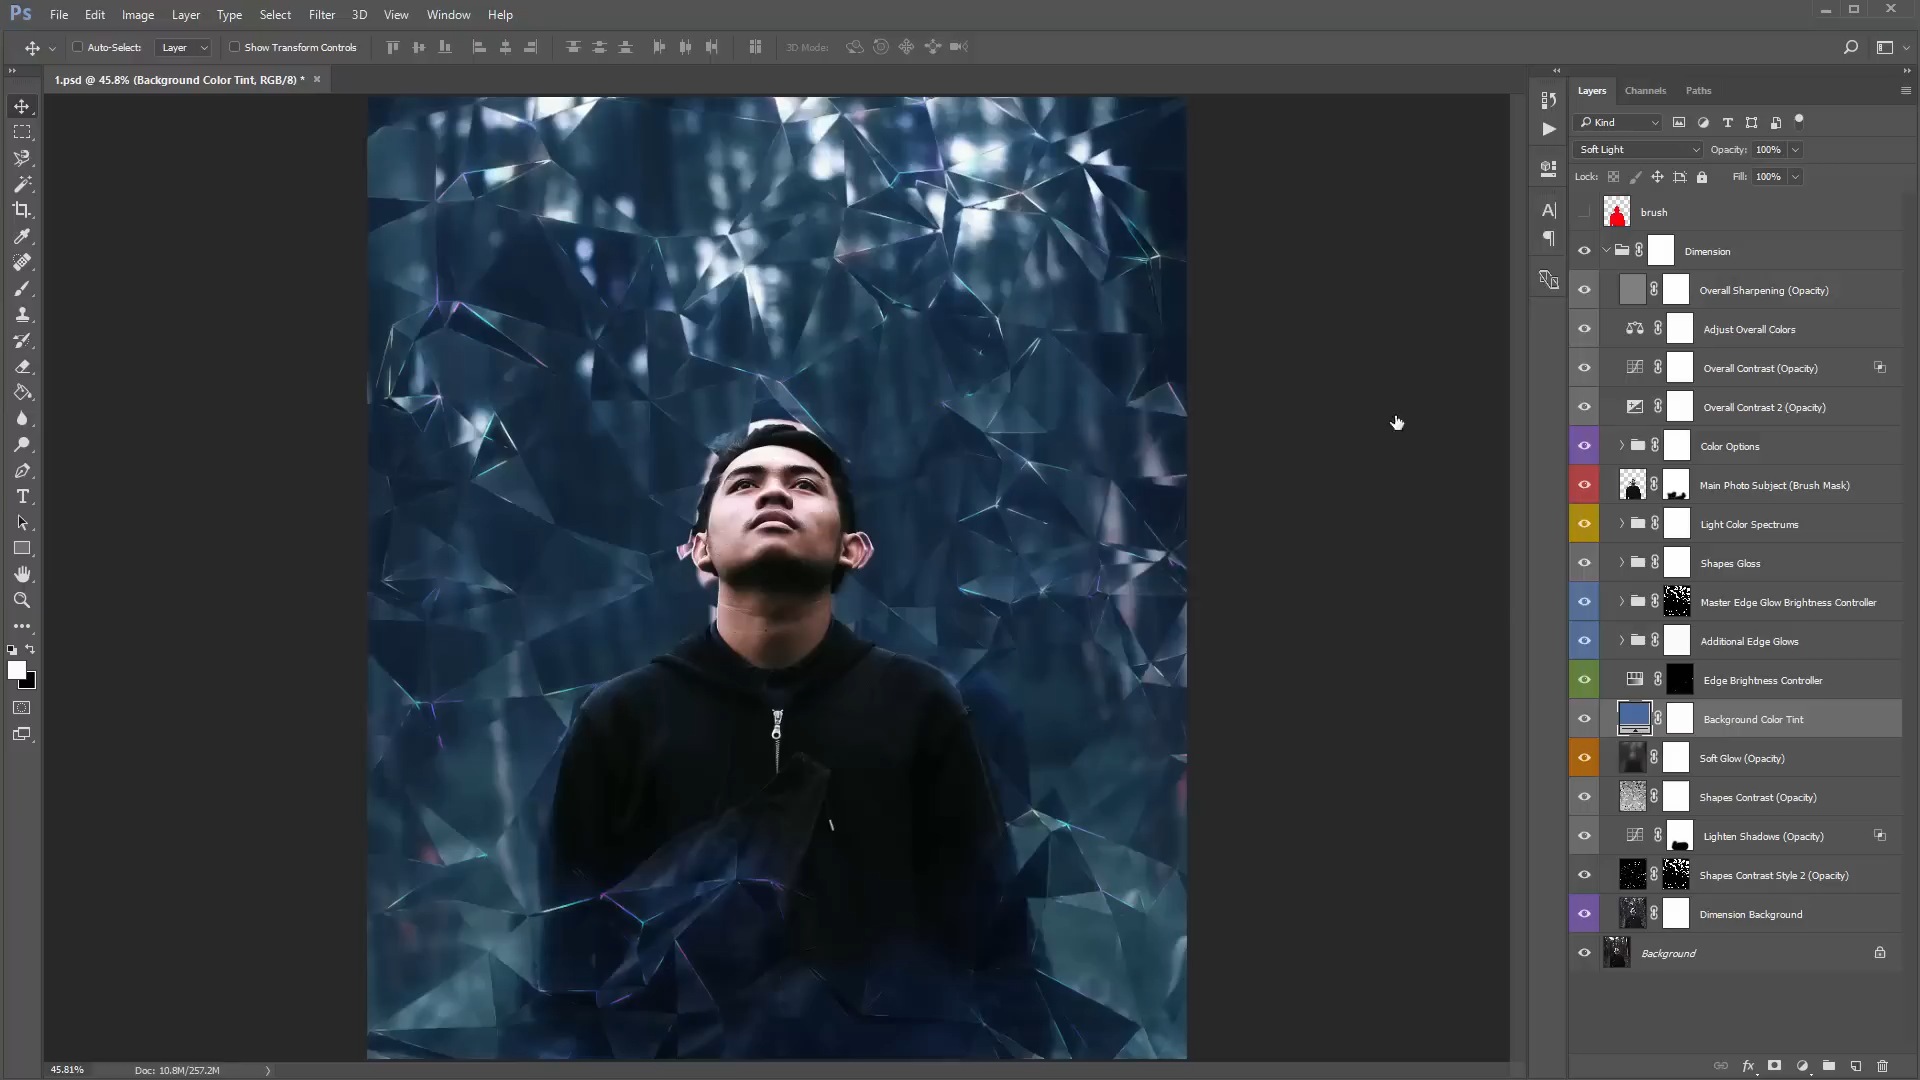 Ps File Edit Image Layer Type Select Filter 3D View Window Help
Auto-Select: Layer Show Transform Controls 3D Mode:
1.psd @ 45.8% (Background Color Tint, RGB/8) *
Layers Channels Paths
Kind
Soft Light Opacity: 100%
Lock: Fill: 100%
brush
Dimension
Overall Sharpening (Opacity)
Adjust Overall Colors
Overall Contrast (Opacity)
Overall Contrast 2 (Opacity)
Color Options
Main Photo Subject (Brush Mask)
Light Color Spectrums
Shapes Gloss
Master Edge Glow Brightness Controller
Additional Edge Glows
Edge Brightness Controller
Background Color Tint
Soft Glow (Opacity)
Shapes Contrast (Opacity)
Lighten Shadows (Opacity)
Shapes Contrast Style 2 (Opacity)
Dimension Background
Background
45.81% Doc: 10.8M/257.2M